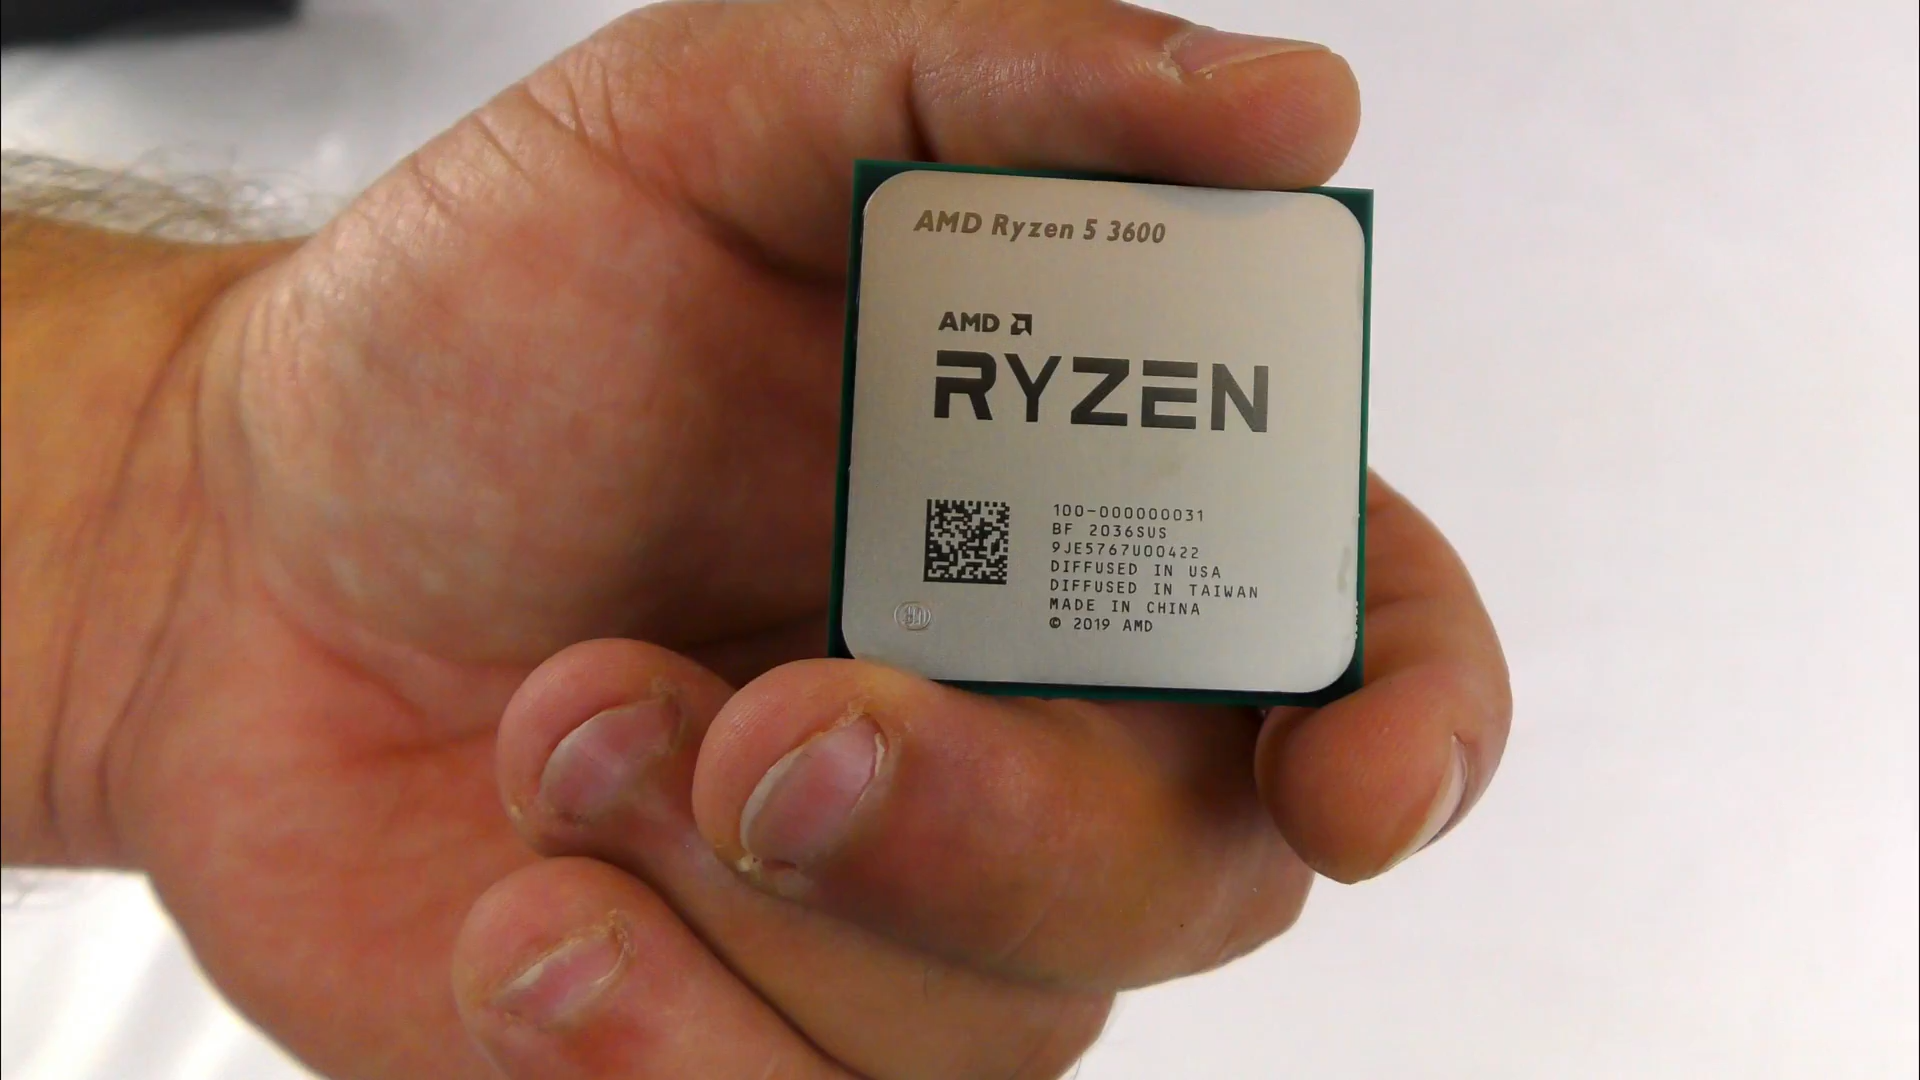 AMD Ryzen 5 3600
AMD
RYZEN
100-000000031
BF 2036SUS
9JE5767U00422
DIFFUSED IN USA
DIFFUSED IN TAIWAN
MADE IN CHINA
© 2019 AMD